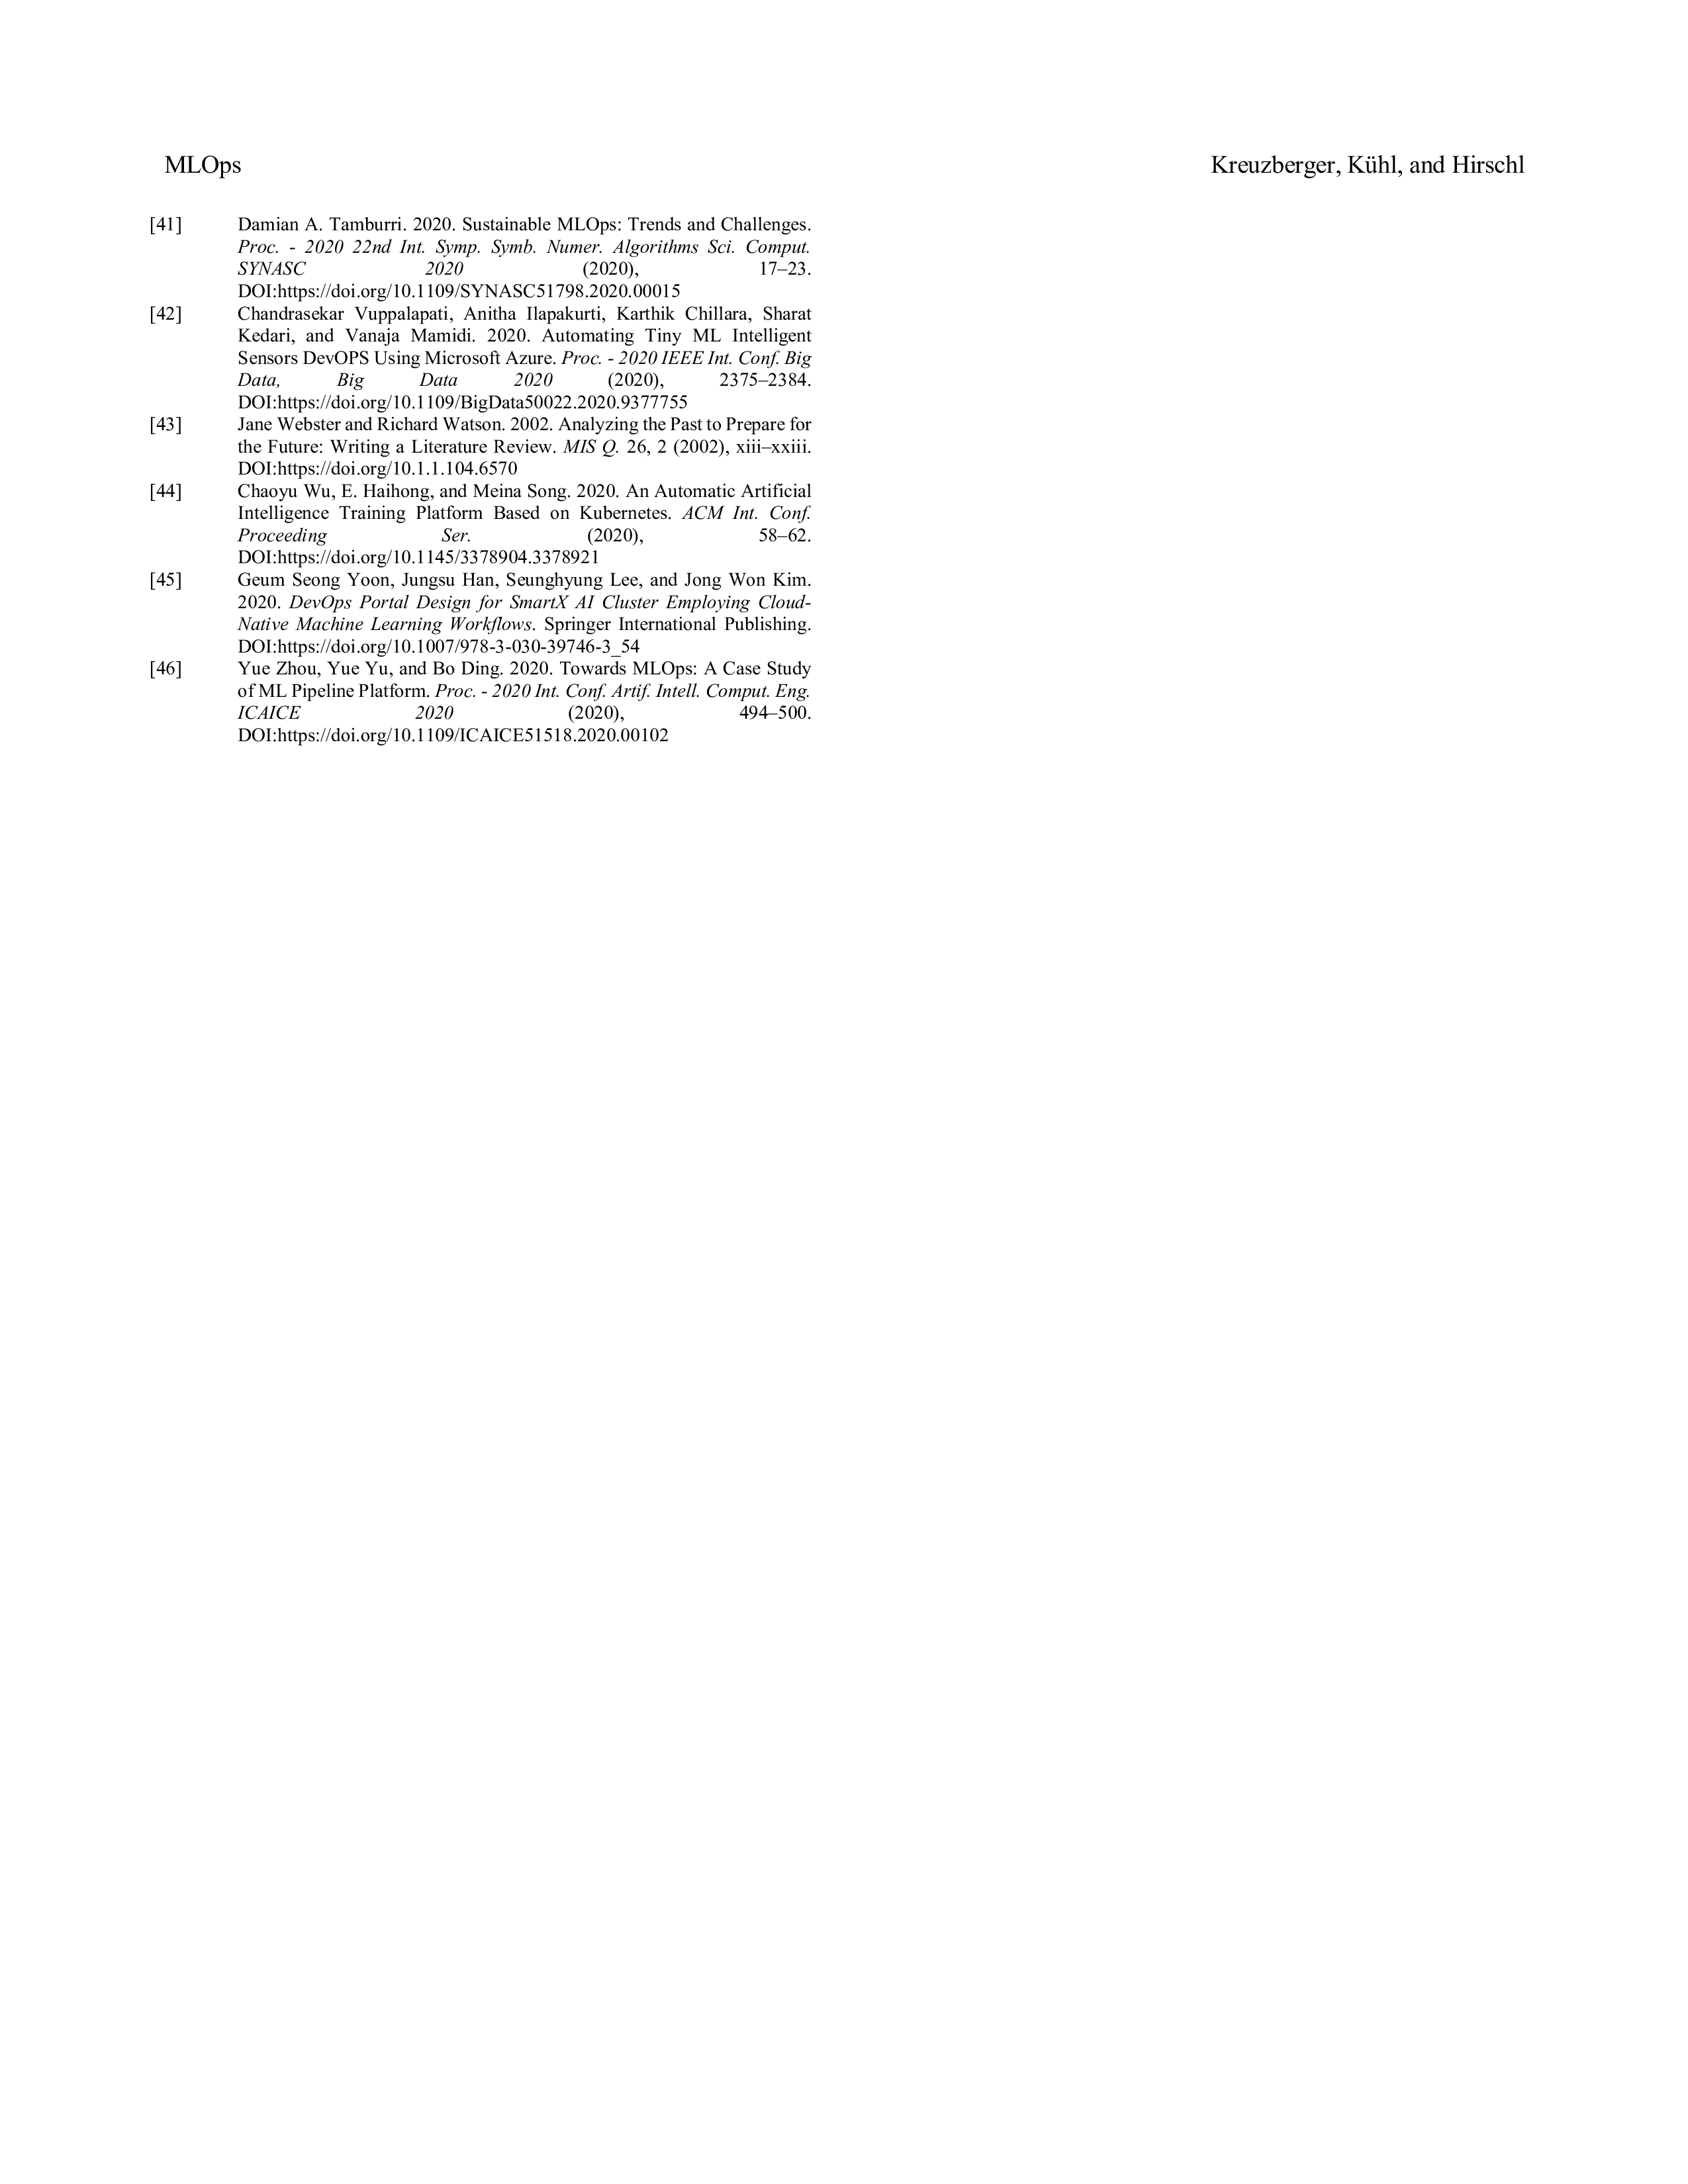 MLOps
Kreuzberger, Kühl, and Hirschl
[41] Damian A. Tamburri. 2020. Sustainable MLOps: Trends and Challenges.
Proc. - 2020 22nd Int. Symp. Symb. Numer. Algorithms Sci. Comput.
SYNASC 2020 (2020), 17–23.
DOI:https://doi.org/10.1109/SYNASC51798.2020.00015
[42] Chandrasekar Vuppalapati, Anitha Ilapakurti, Karthik Chillara, Sharat
Kedari, and Vanaja Mamidi. 2020. Automating Tiny ML Intelligent
Sensors DevOPS Using Microsoft Azure. Proc. - 2020 IEEE Int. Conf. Big
Data, Big Data 2020 (2020), 2375–2384.
DOI:https://doi.org/10.1109/BigData50022.2020.9377755
[43] Jane Webster and Richard Watson. 2002. Analyzing the Past to Prepare for
the Future: Writing a Literature Review. MIS Q. 26, 2 (2002), xiii–xxiii.
DOI:https://doi.org/10.1.1.104.6570
[44] Chaoyu Wu, E. Haihong, and Meina Song. 2020. An Automatic Artificial
Intelligence Training Platform Based on Kubernetes. ACM Int. Conf.
Proceeding Ser. (2020), 58–62.
DOI:https://doi.org/10.1145/3378904.3378921
[45] Geum Seong Yoon, Jungsu Han, Seunghyung Lee, and Jong Won Kim.
2020. DevOps Portal Design for SmartX AI Cluster Employing Cloud-
Native Machine Learning Workflows. Springer International Publishing.
DOI:https://doi.org/10.1007/978-3-030-39746-3_54
[46] Yue Zhou, Yue Yu, and Bo Ding. 2020. Towards MLOps: A Case Study
of ML Pipeline Platform. Proc. - 2020 Int. Conf. Artif. Intell. Comput. Eng.
ICAICE 2020 (2020), 494–500.
DOI:https://doi.org/10.1109/ICAICE51518.2020.00102